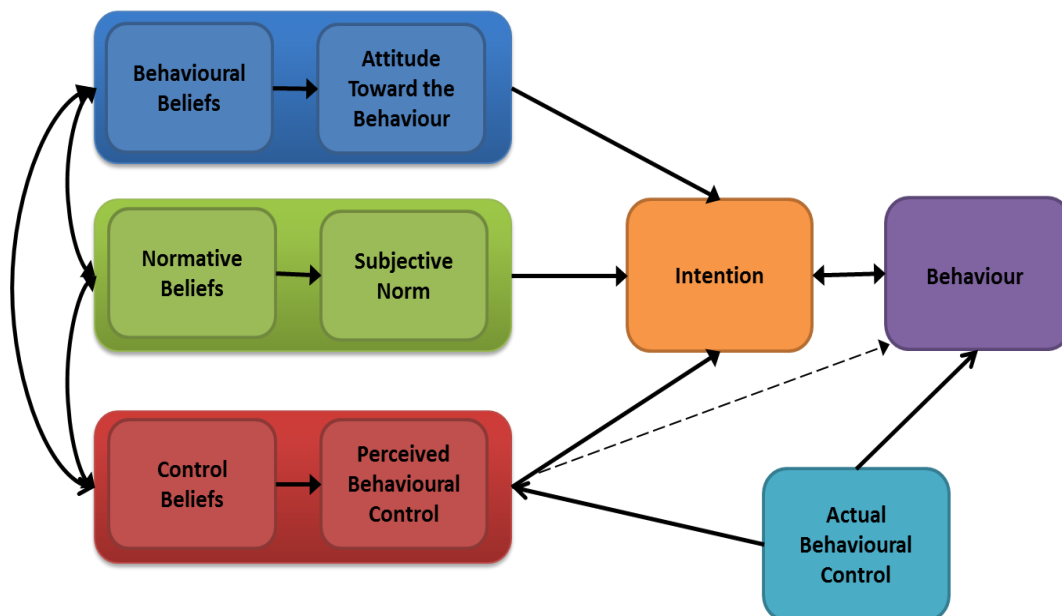 Behavioural
Beliefs
Attitude
Toward the
Behaviour
Normative
Beliefs
Subjective
Norm
Intention
Behaviour
Control
Beliefs
Perceived
Behavioural
Control
Actual
Behavioural
Control